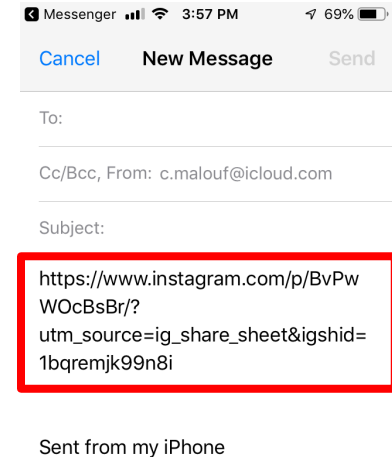 Messenger 3:57 PM 69%
Cancel New Message Send
To:
Cc/Bcc, From: c.malouf@icloud.com
Subject:
https://www.instagram.com/p/BvPw
WOcBsBr/?
utm_source=ig_share_sheet&igshid=
1bqremjk99n8i
Sent from my iPhone